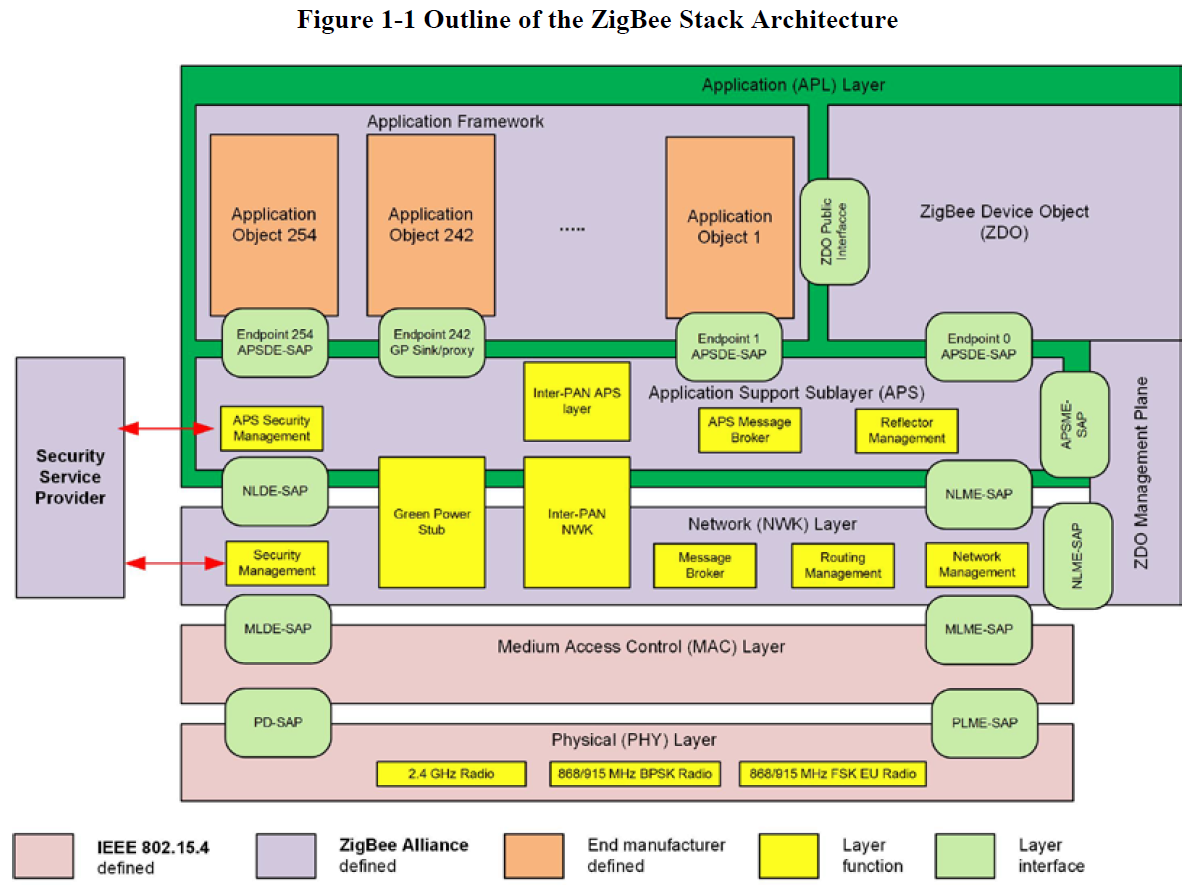 Figure 1-1 Outline of the ZigBee Stack Architecture
Application (APL) Layer
Application Framework
Application
Object 254
Application
Object 242
.....
Application
Object 1
ZDO Public
Interfacce
ZigBee Device Object
(ZDO)
Endpoint 254
APSDE-SAP
Endpoint 242
GP Sink/proxy
Endpoint 1
APSDE-SAP
Endpoint 0
APSDE-SAP
Security
Service
Provider
Application Support Sublayer (APS)
APS Security
Management
Inter-PAN APS
layer
APS Message
Broker
Reflector
Management
APSME-
SAP
ZDO Management Plane
NLDE-SAP
Green Power
Stub
Inter-PAN
NWK
NLME-SAP
Network (NWK) Layer
Security
Management
Message
Broker
Routing
Management
Network
Management
NLME-SAP
MLDE-SAP
MLME-SAP
Medium Access Control (MAC) Layer
PD-SAP
PLME-SAP
Physical (PHY) Layer
2.4 GHz Radio
868/915 MHz BPSK Radio
868/915 MHz FSK EU Radio
IEEE 802.15.4
defined
ZigBee Alliance
defined
End manufacturer
defined
Layer
function
Layer
interface